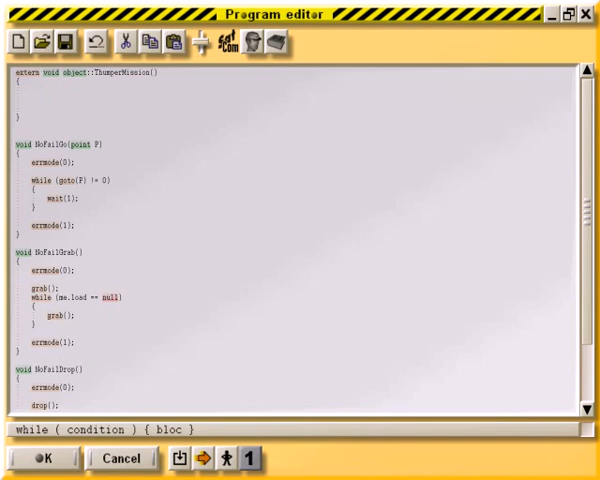 Program editor
sat
Com
extern void object::ThumperMission()
{
}
void NoFailGo(point P)
{
errmode(0);
while (goto(P) != 0)
{
wait(1);
}
errmode(1);
}
void NoFailGrab()
{
errmode(0);
grab();
while (me.load == null)
{
grab();
}
errmode(1);
}
void NoFailDrop()
{
errmode(0);
drop();
while ( condition ) { bloc }
OK Cancel 1